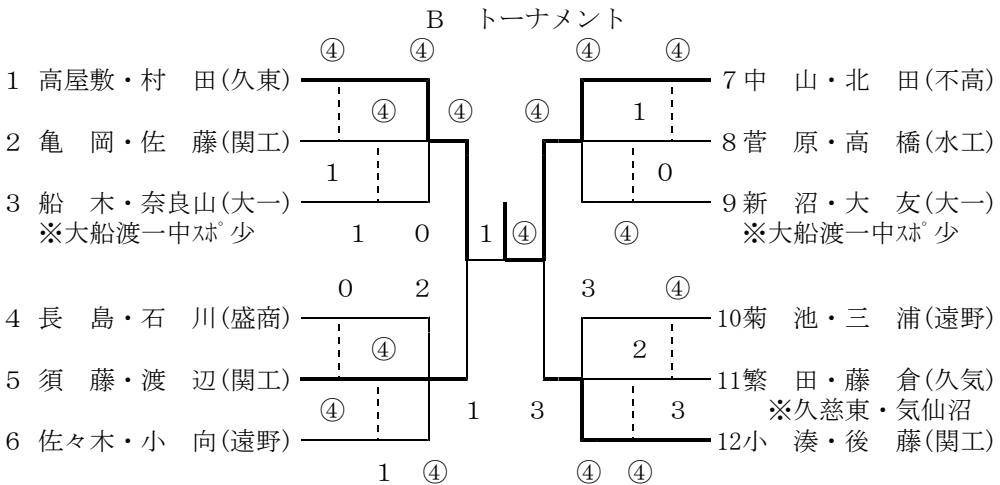 B　トーナメント
④　④　④　④
1 高屋敷・村　田(久東)　7中　山・北　田(不高)
④　④　④　1
2 亀　岡・佐　藤(関工)　8菅　原・高　橋(水工)
1　0
3 船　木・奈良山(大一)　9新　沼・大　友(大一)
※大船渡一中ｽﾎﾟ少　1　0　1　④　④　※大船渡一中ｽﾎﾟ少
0　2　3　④
4 長　島・石　川(盛商)　10菊　池・三　浦(遠野)
④　2
5 須　藤・渡　辺(関工)　11繁　田・藤　倉(久気)
④　1　3　3　※久慈東・気仙沼
6 佐々木・小　向(遠野)　12小　湊・後　藤(関工)
1　④　④　④